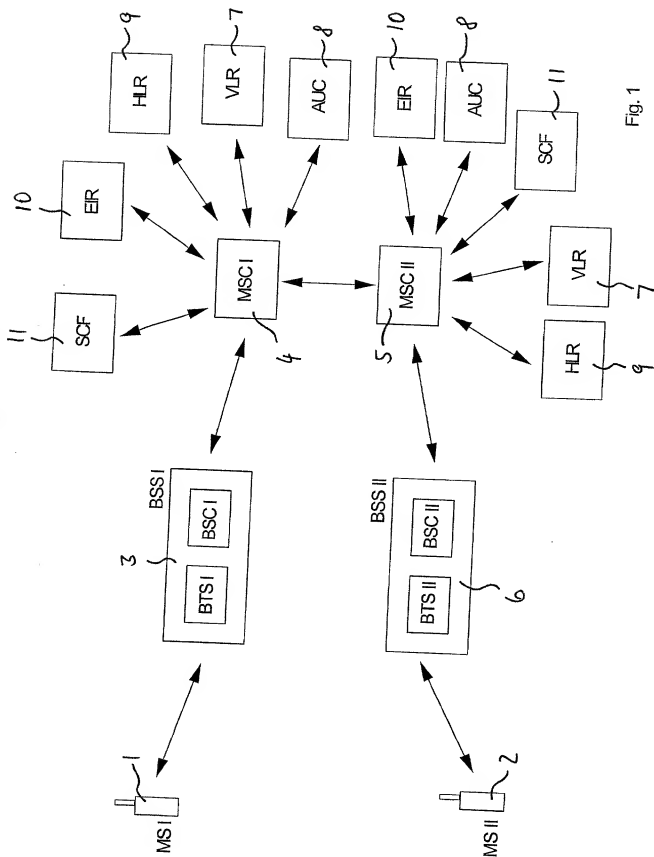 9
HLR
7
VLR
8
AUC
10
EIR
8
AUC
11
SCF
Fig. 1
10
EIR
11
SCF
MSC I
4
MSC II
5
VLR
7
HLR
9
BSS I
3
BTS I
BSC I
BSS II
BTS II
BSC II
6
1
MS I
2
MS II